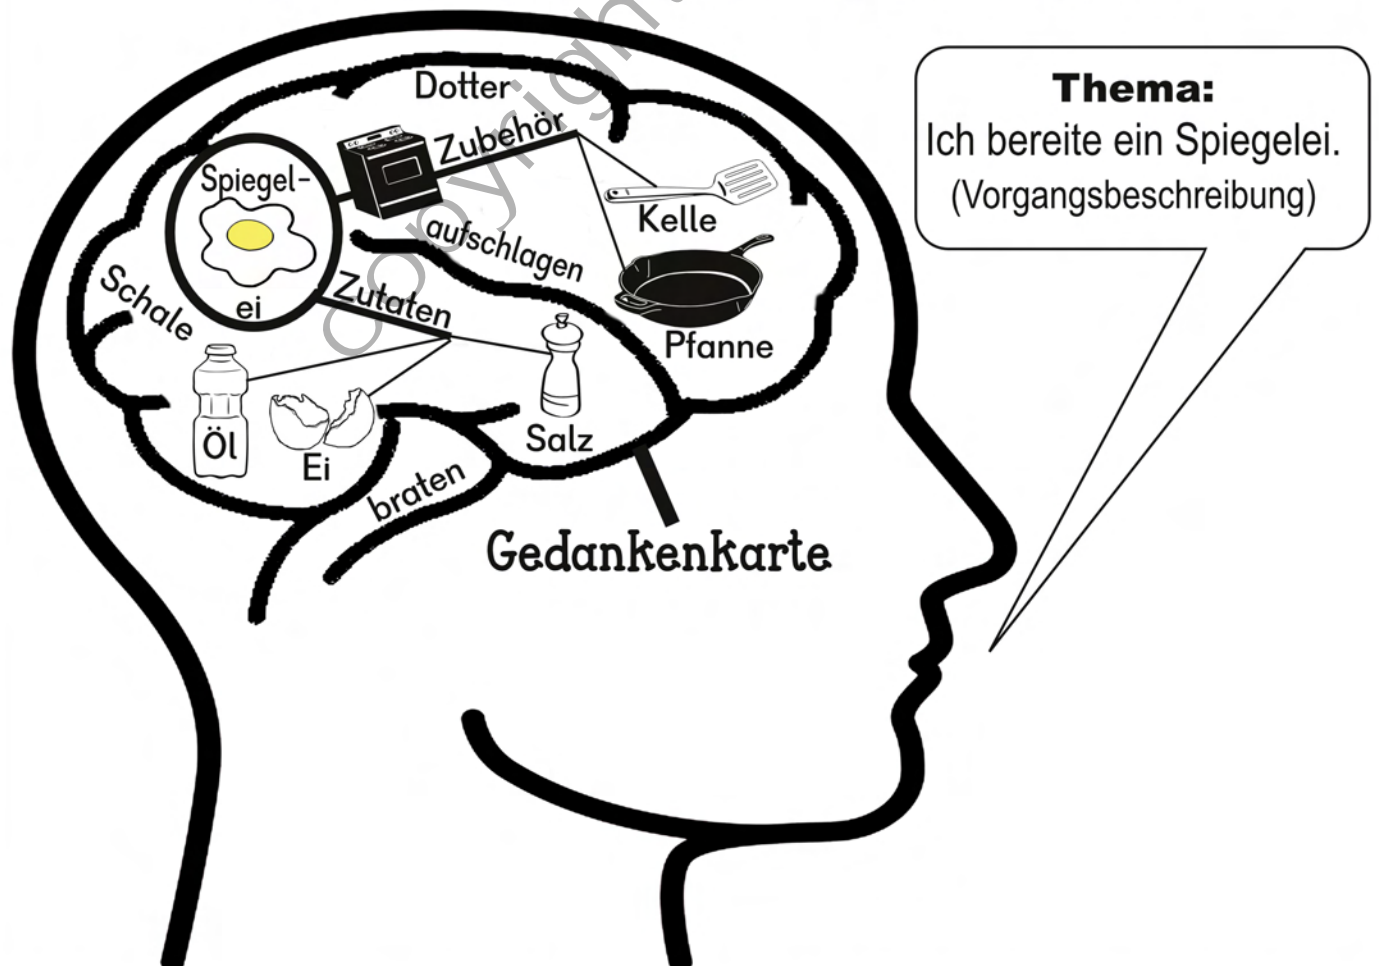 Thema:
Ich bereite ein Spiegelei.
(Vorgangsbeschreibung)
Dotter
Zubehör
Spiegel-
ei
Kelle
aufschlagen
Schale
Zutaten
Pfanne
Öl
Ei
Salz
braten
Gedankenkarte
copyright